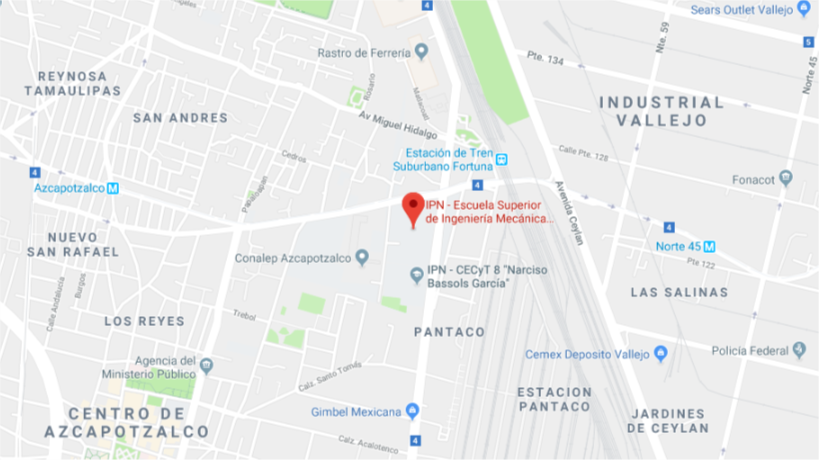 4
Sears Outlet Vallejo
5
Nte. 59
Norte 45
Rastro de Ferrería
Pte. 134
REYNOSA
TAMAULIPAS
Rosario
Matlacoatl
SAN ANDRES
INDUSTRIAL
VALLEJO
Av Miguel Hidalgo
Cedros
Estación de Tren
Suburbano Fortuna
Calle Pte. 128
4
Azcapotzalco M
Papaloapan
4
Avenida Ceylan
Fonacot
IPN - Escuela Superior
de Ingeniería Mecánica...
4
NUEVO
SAN RAFAEL
Norte 45 M
Pte. 122
Conalep Azcapotzalco
IPN - CECyT 8 "Narciso
Bassols García"
Calle Andalucia
Burgos
LAS SALINAS
LOS REYES
Trebol
PANTACO
Agencia del
Ministerio Público
Cemex Deposito Vallejo
Policía Federal
Calz. Santo Tomás
ESTACION
PANTACO
CENTRO DE
AZCAPOTZALCO
Gimbel Mexicana
JARDINES
DE CEYLAN
Calz. Acalotenco
4